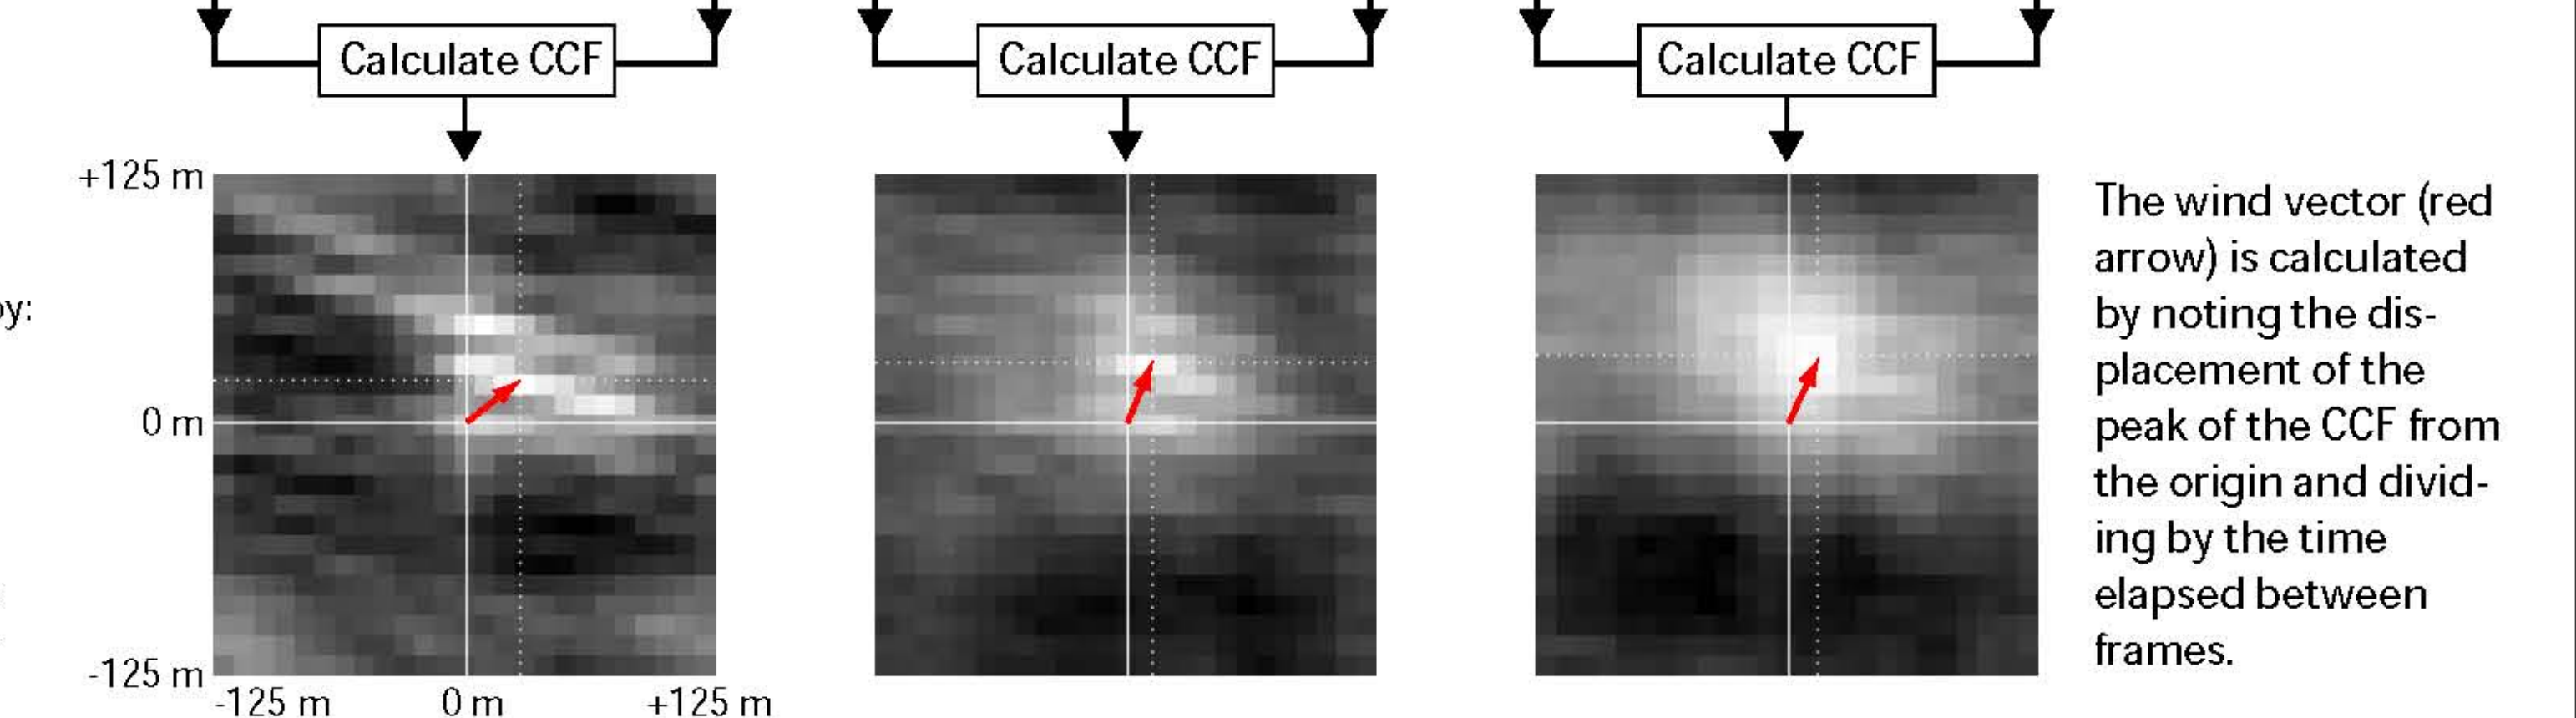 Calculate CCF
Calculate CCF
Calculate CCF
+125 m
0 m
-125 m
-125 m
0 m
+125 m
The wind vector (red
arrow) is calculated
by noting the dis-
placement of the
peak of the CCF from
the origin and divid-
ing by the time
elapsed between
frames.